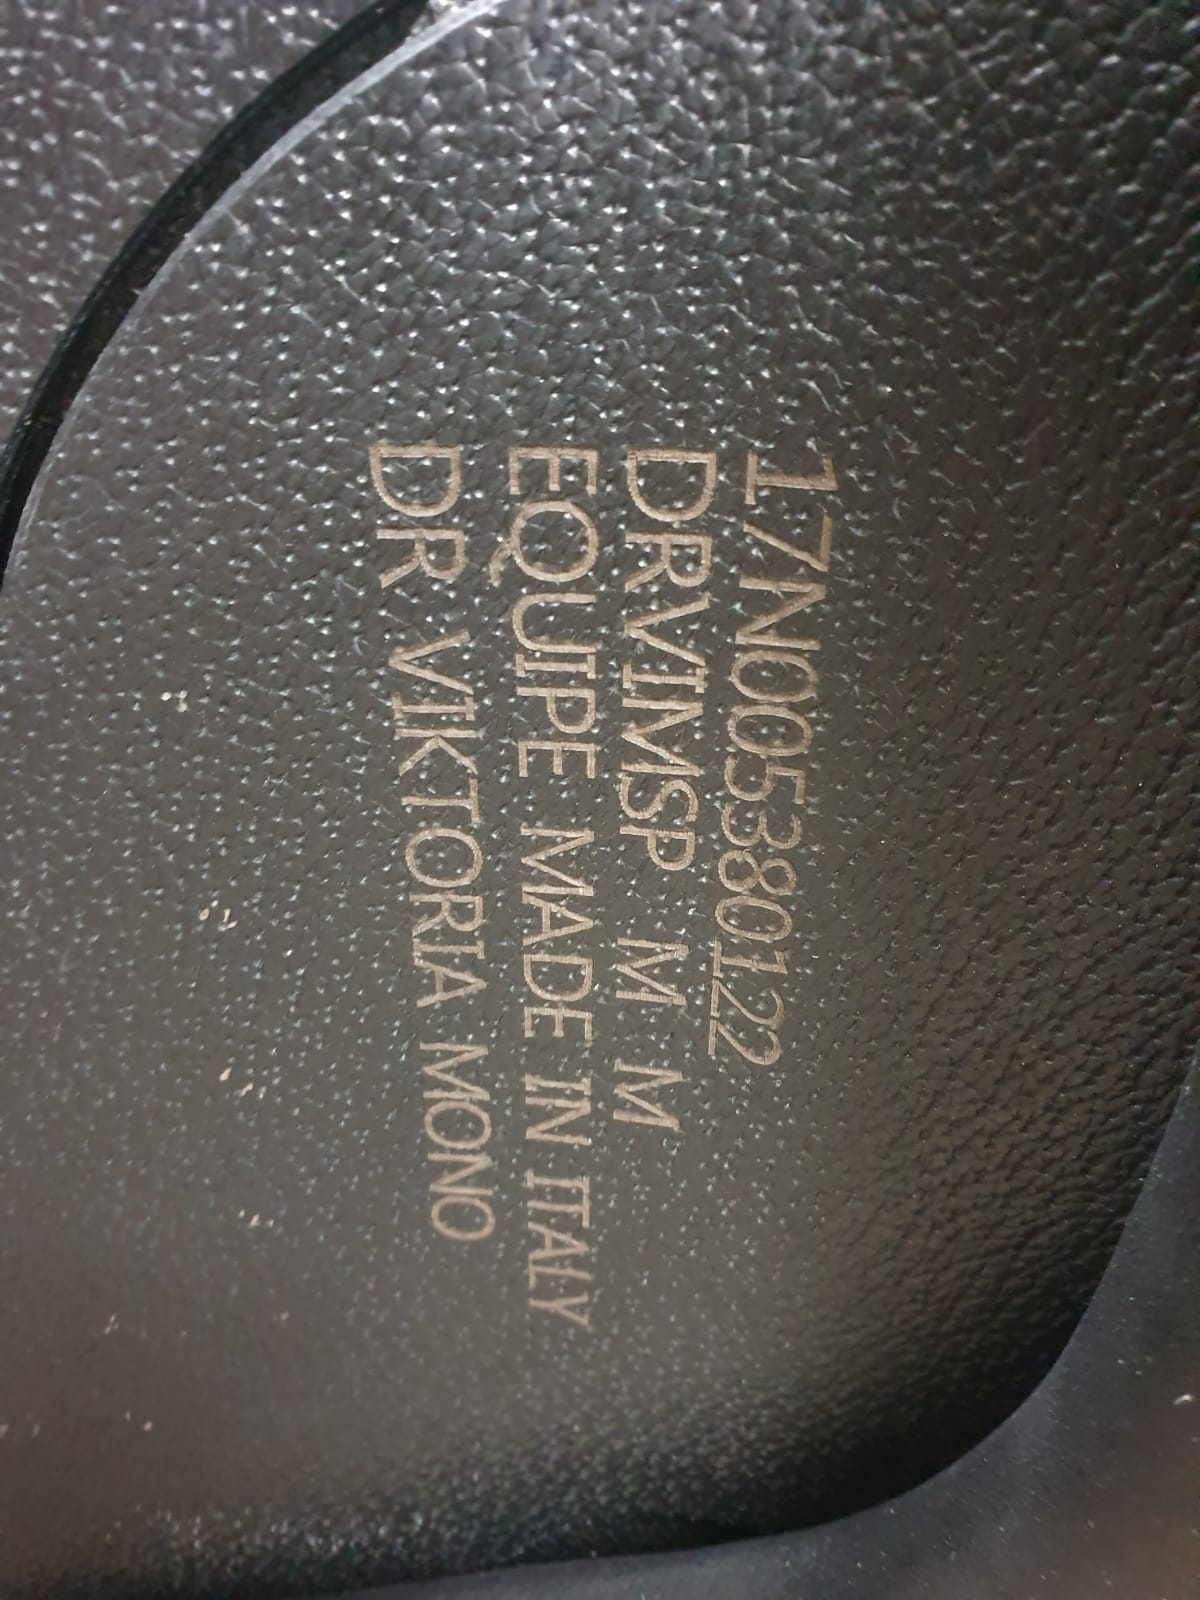 17N005380122
DRVIMSP M M
EQUIPE MADE IN ITALY
DR VIKTORIA MONO